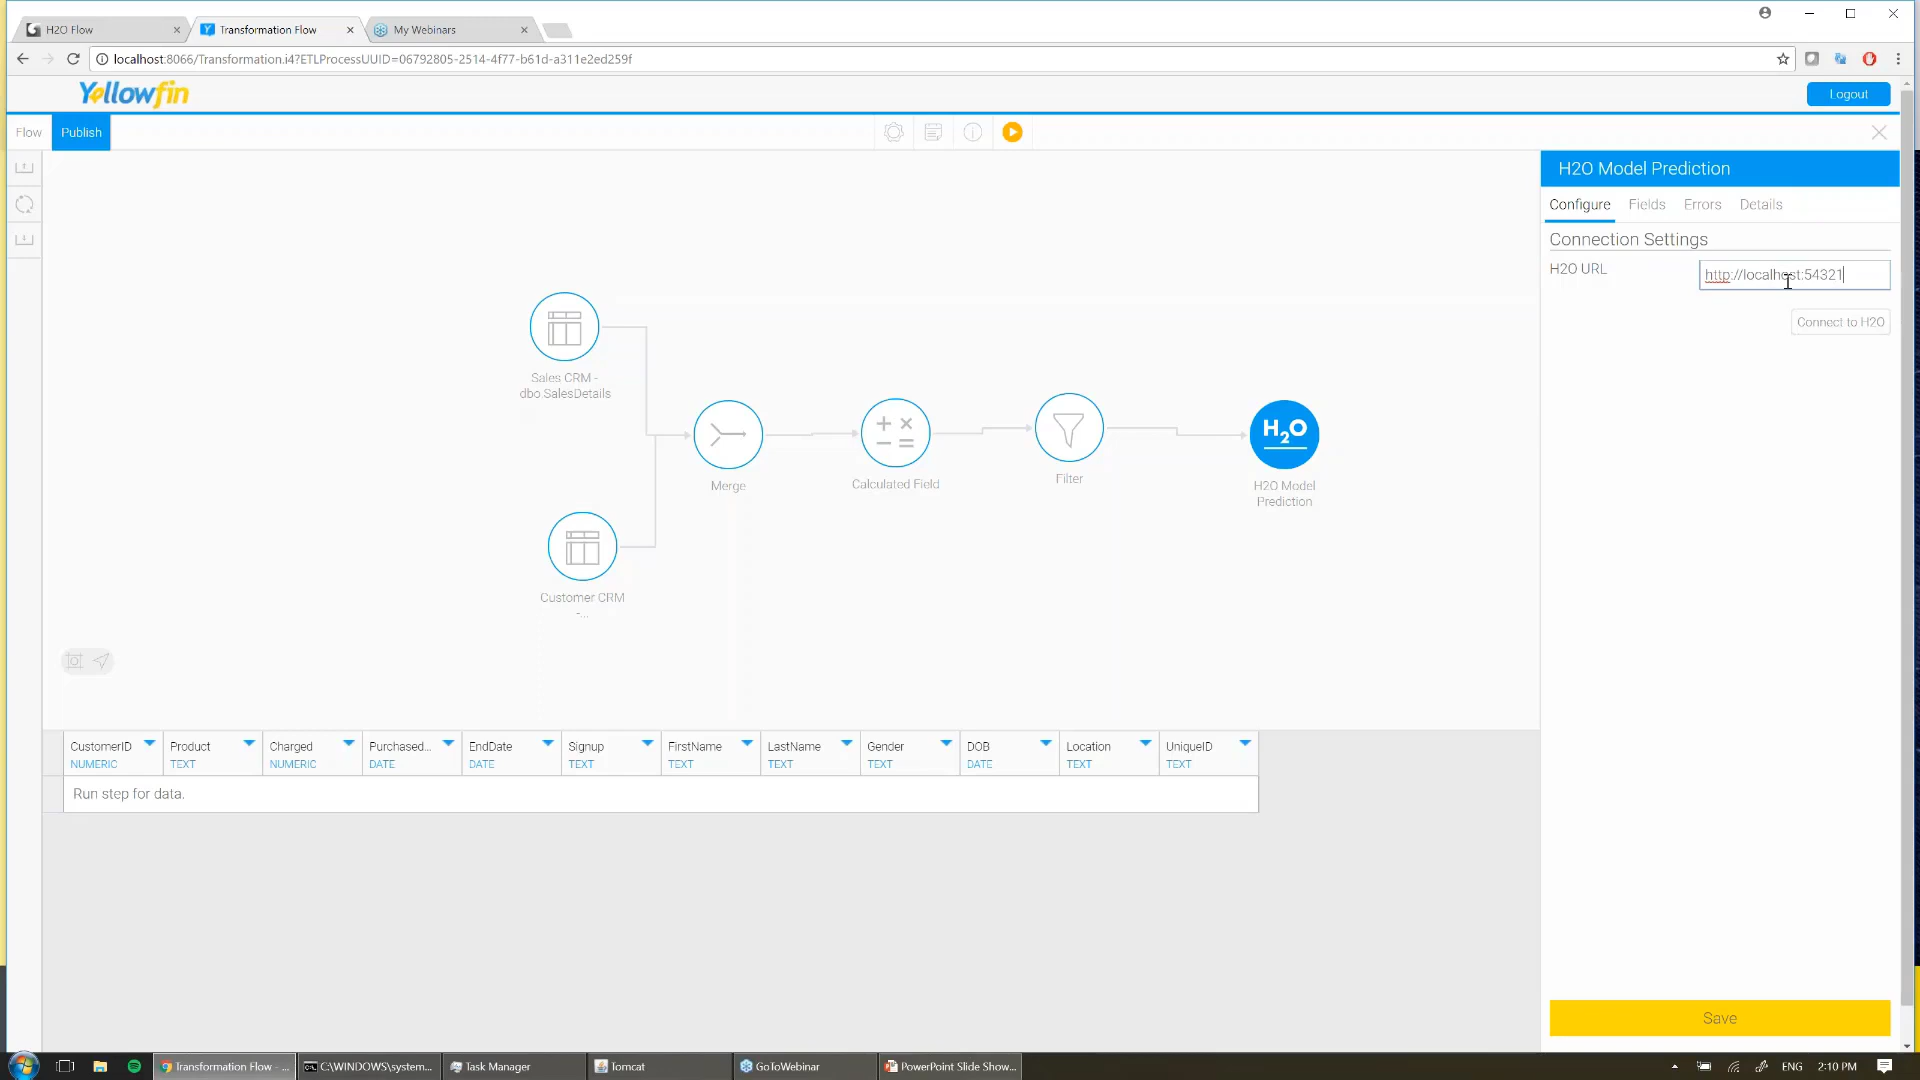 H2O Flow
Transformation Flow
My Webinars
localhost:8066/Transformation.i4?ETLProcessUUID=06792805-2514-4f77-b61d-a311e2ed259f
Yellowfin
Logout
Flow
Publish
H2O Model Prediction
Configure
Fields
Errors
Details
Connection Settings
H2O URL
http://localhost:54321
Connect to H2O
Sales CRM -
dbo.SalesDetails
Merge
Calculated Field
Filter
H2O
H2O Model
Prediction
Customer CRM
-...
CustomerID
NUMERIC
Product
TEXT
Charged
NUMERIC
Purchased...
DATE
EndDate
DATE
Signup
TEXT
FirstName
TEXT
LastName
TEXT
Gender
TEXT
DOB
DATE
Location
TEXT
UniqueID
TEXT
Run step for data.
Save
Transformation Flow - ...
C:\WINDOWS\system...
Task Manager
Tomcat
GoToWebinar
PowerPoint Slide Show...
ENG
2:10 PM